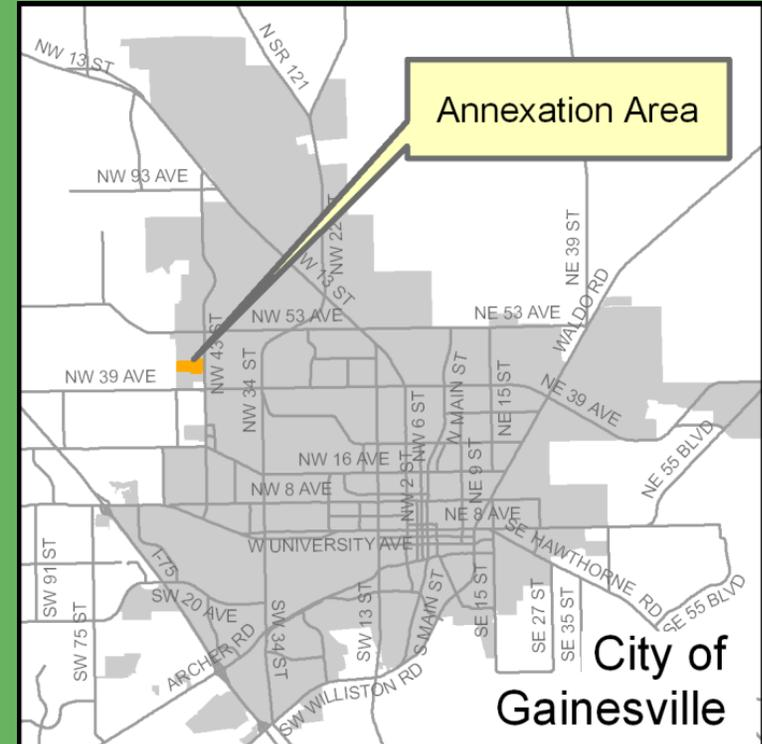 NW 13 ST
N SR 121
Annexation Area
NW 93 AVE
NW 22
NE 39 ST
W 13 ST
WALDO RD
NW 53 AVE
NE 53 AVE
NW 43 ST
NW 39 AVE
NW 34 ST
W MAIN ST
NE 15 ST
NE 39 AVE
NW 6 ST
NW 16 AVE
NW 2 ST
NE 9 ST
NE 55 BLVD
NW 8 AVE
NE 8 AVE
W UNIVERSITY AVE
SE HAWTHORNE RD
SW 91 ST
I-75
SW 20 AVE
SW 75 ST
SW 34 ST
SW 13 ST
S MAIN ST
SE 15 ST
SE 27 ST
SE 35 ST
SE 55 BLVD
ARCHER RD
SW WILLISTON RD
City of
Gainesville